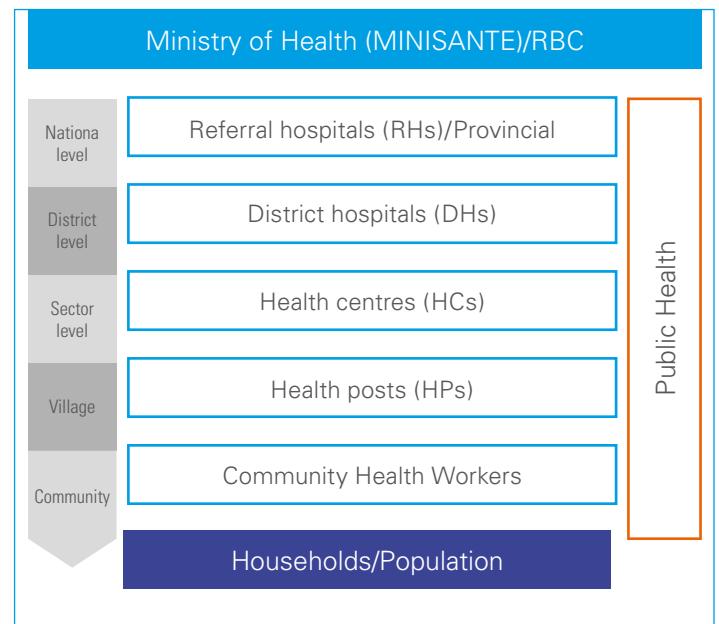 Ministry of Health (MINISANTE)/RBC
Nationa
level
Referral hospitals (RHs)/Provincial
District
level
District hospitals (DHs)
Sector
level
Health centres (HCs)
Village
Health posts (HPs)
Community
Community Health Workers
Households/Population
Public Health